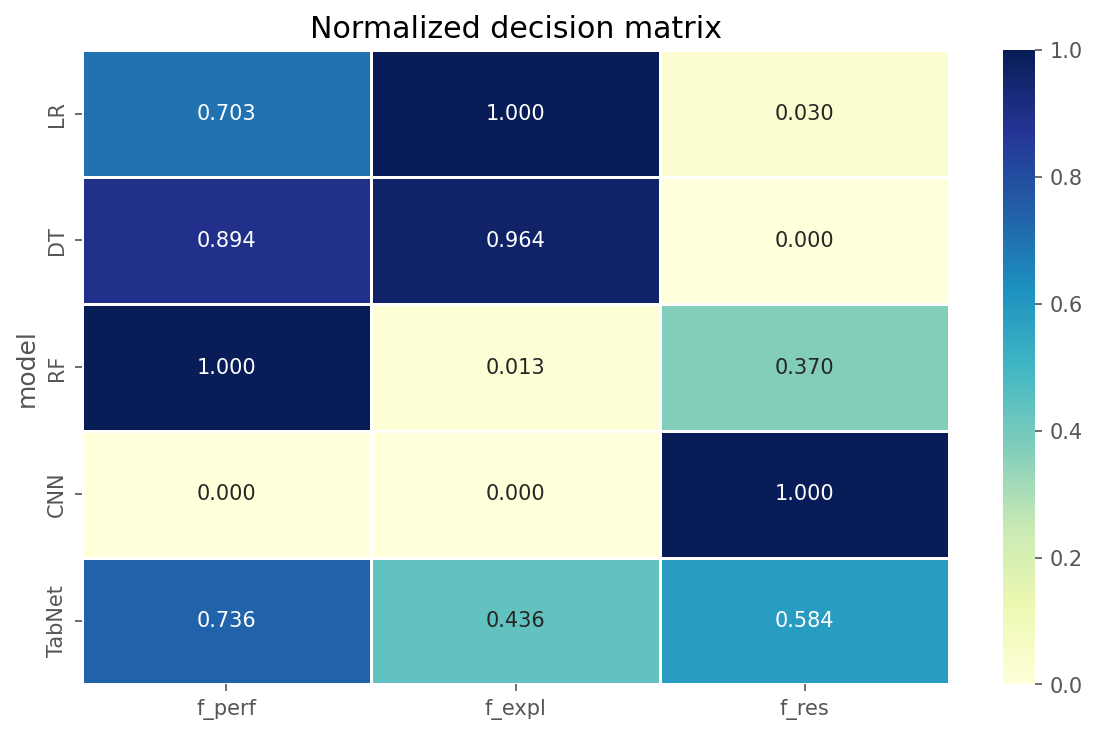 Normalized decision matrix
model
LR
0.703 1.000 0.030
DT
0.894 0.964 0.000
RF
1.000 0.013 0.370
CNN
0.000 0.000 1.000
TabNet
0.736 0.436 0.584
f_perf f_expl f_res
1.0
0.8
0.6
0.4
0.2
0.0